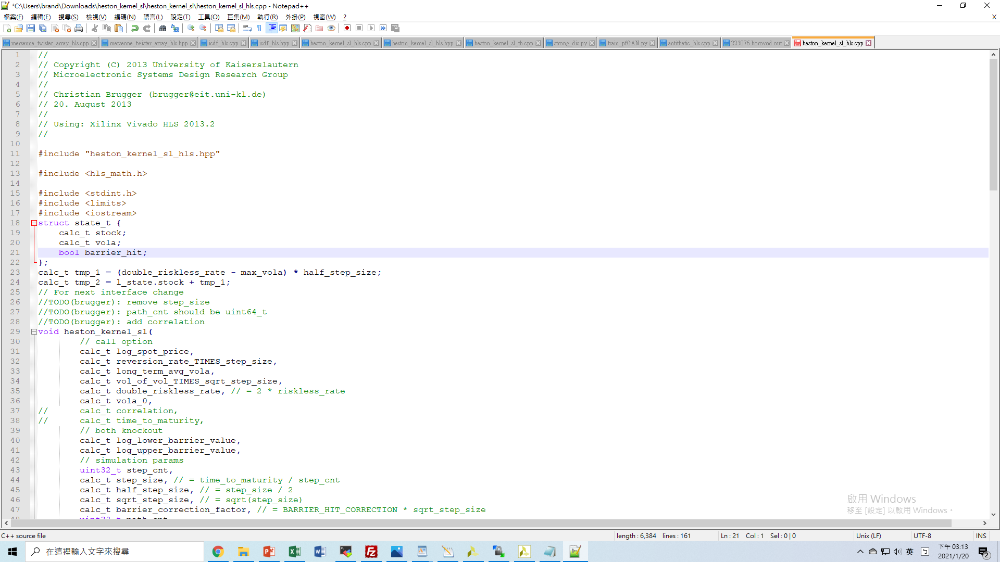 *C:\Users\brand\Downloads\heston_kernel_sl\heston_kernel_sl\heston_kernel_sl_hls.cpp - Notepad++
檔案(F) 編輯(E) 搜尋(S) 檢視(V) 編碼(N) 語言(L) 設定(T) 工具(O) 巨集(M) 執行(R) 外掛(P) 視窗(W) ? X
mersenne_twister_array_hls.cpp mersenne_twister_array_hls.hpp icdf_hls.cpp icdf_hls.hpp heston_kernel_sl_hls.cpp heston_kernel_sl_hls.hpp heston_kernel_sl_tb.cpp strong_dis.py train_pfGAN.py antithetic_hls.cpp 223076.horovod.out heston_kernel_sl_hls.cpp
1 //
2 // Copyright (C) 2013 University of Kaiserslautern
3 // Microelectronic Systems Design Research Group
4 //
5 // Christian Brugger (brugger@eit.uni-kl.de)
6 // 20. August 2013
7 //
8 // Using: Xilinx Vivado HLS 2013.2
9 //
10
11 #include "heston_kernel_sl_hls.hpp"
12
13 #include <hls_math.h>
14
15 #include <stdint.h>
16 #include <limits>
17 #include <iostream>
18 struct state_t {
19 calc_t stock;
20 calc_t vola;
21 bool barrier_hit;
22 };
23 calc_t tmp_1 = (double_riskless_rate - max_vola) * half_step_size;
24 calc_t tmp_2 = l_state.stock + tmp_1;
25 // For next interface change
26 //TODO(brugger): remove step_size
27 //TODO(brugger): path_cnt should be uint64_t
28 //TODO(brugger): add correlation
29 void heston_kernel_sl(
30 // call option
31 calc_t log_spot_price,
32 calc_t reversion_rate_TIMES_step_size,
33 calc_t long_term_avg_vola,
34 calc_t vol_of_vol_TIMES_sqrt_step_size,
35 calc_t double_riskless_rate, // = 2 * riskless_rate
36 calc_t vola_0,
37 // calc_t correlation,
38 // calc_t time_to_maturity,
39 // both knockout
40 calc_t log_lower_barrier_value,
41 calc_t log_upper_barrier_value,
42 // simulation params
43 uint32_t step_cnt,
44 calc_t step_size, // = time_to_maturity / step_cnt
45 calc_t half_step_size, // = step_size / 2
46 calc_t sqrt_step_size, // = sqrt(step_size)
47 calc_t barrier_correction_factor, // = BARRIER_HIT_CORRECTION * sqrt_step_size
48 uint32_t path_cnt
啟用 Windows
移至 [設定] 以啟用 Windows。
C++ source file length : 6,384 lines : 161 Ln : 21 Col : 1 Sel : 0 | 0 Unix (LF) UTF-8 INS
在這裡輸入文字來搜尋
英
下午 03:13
2021/1/20
2